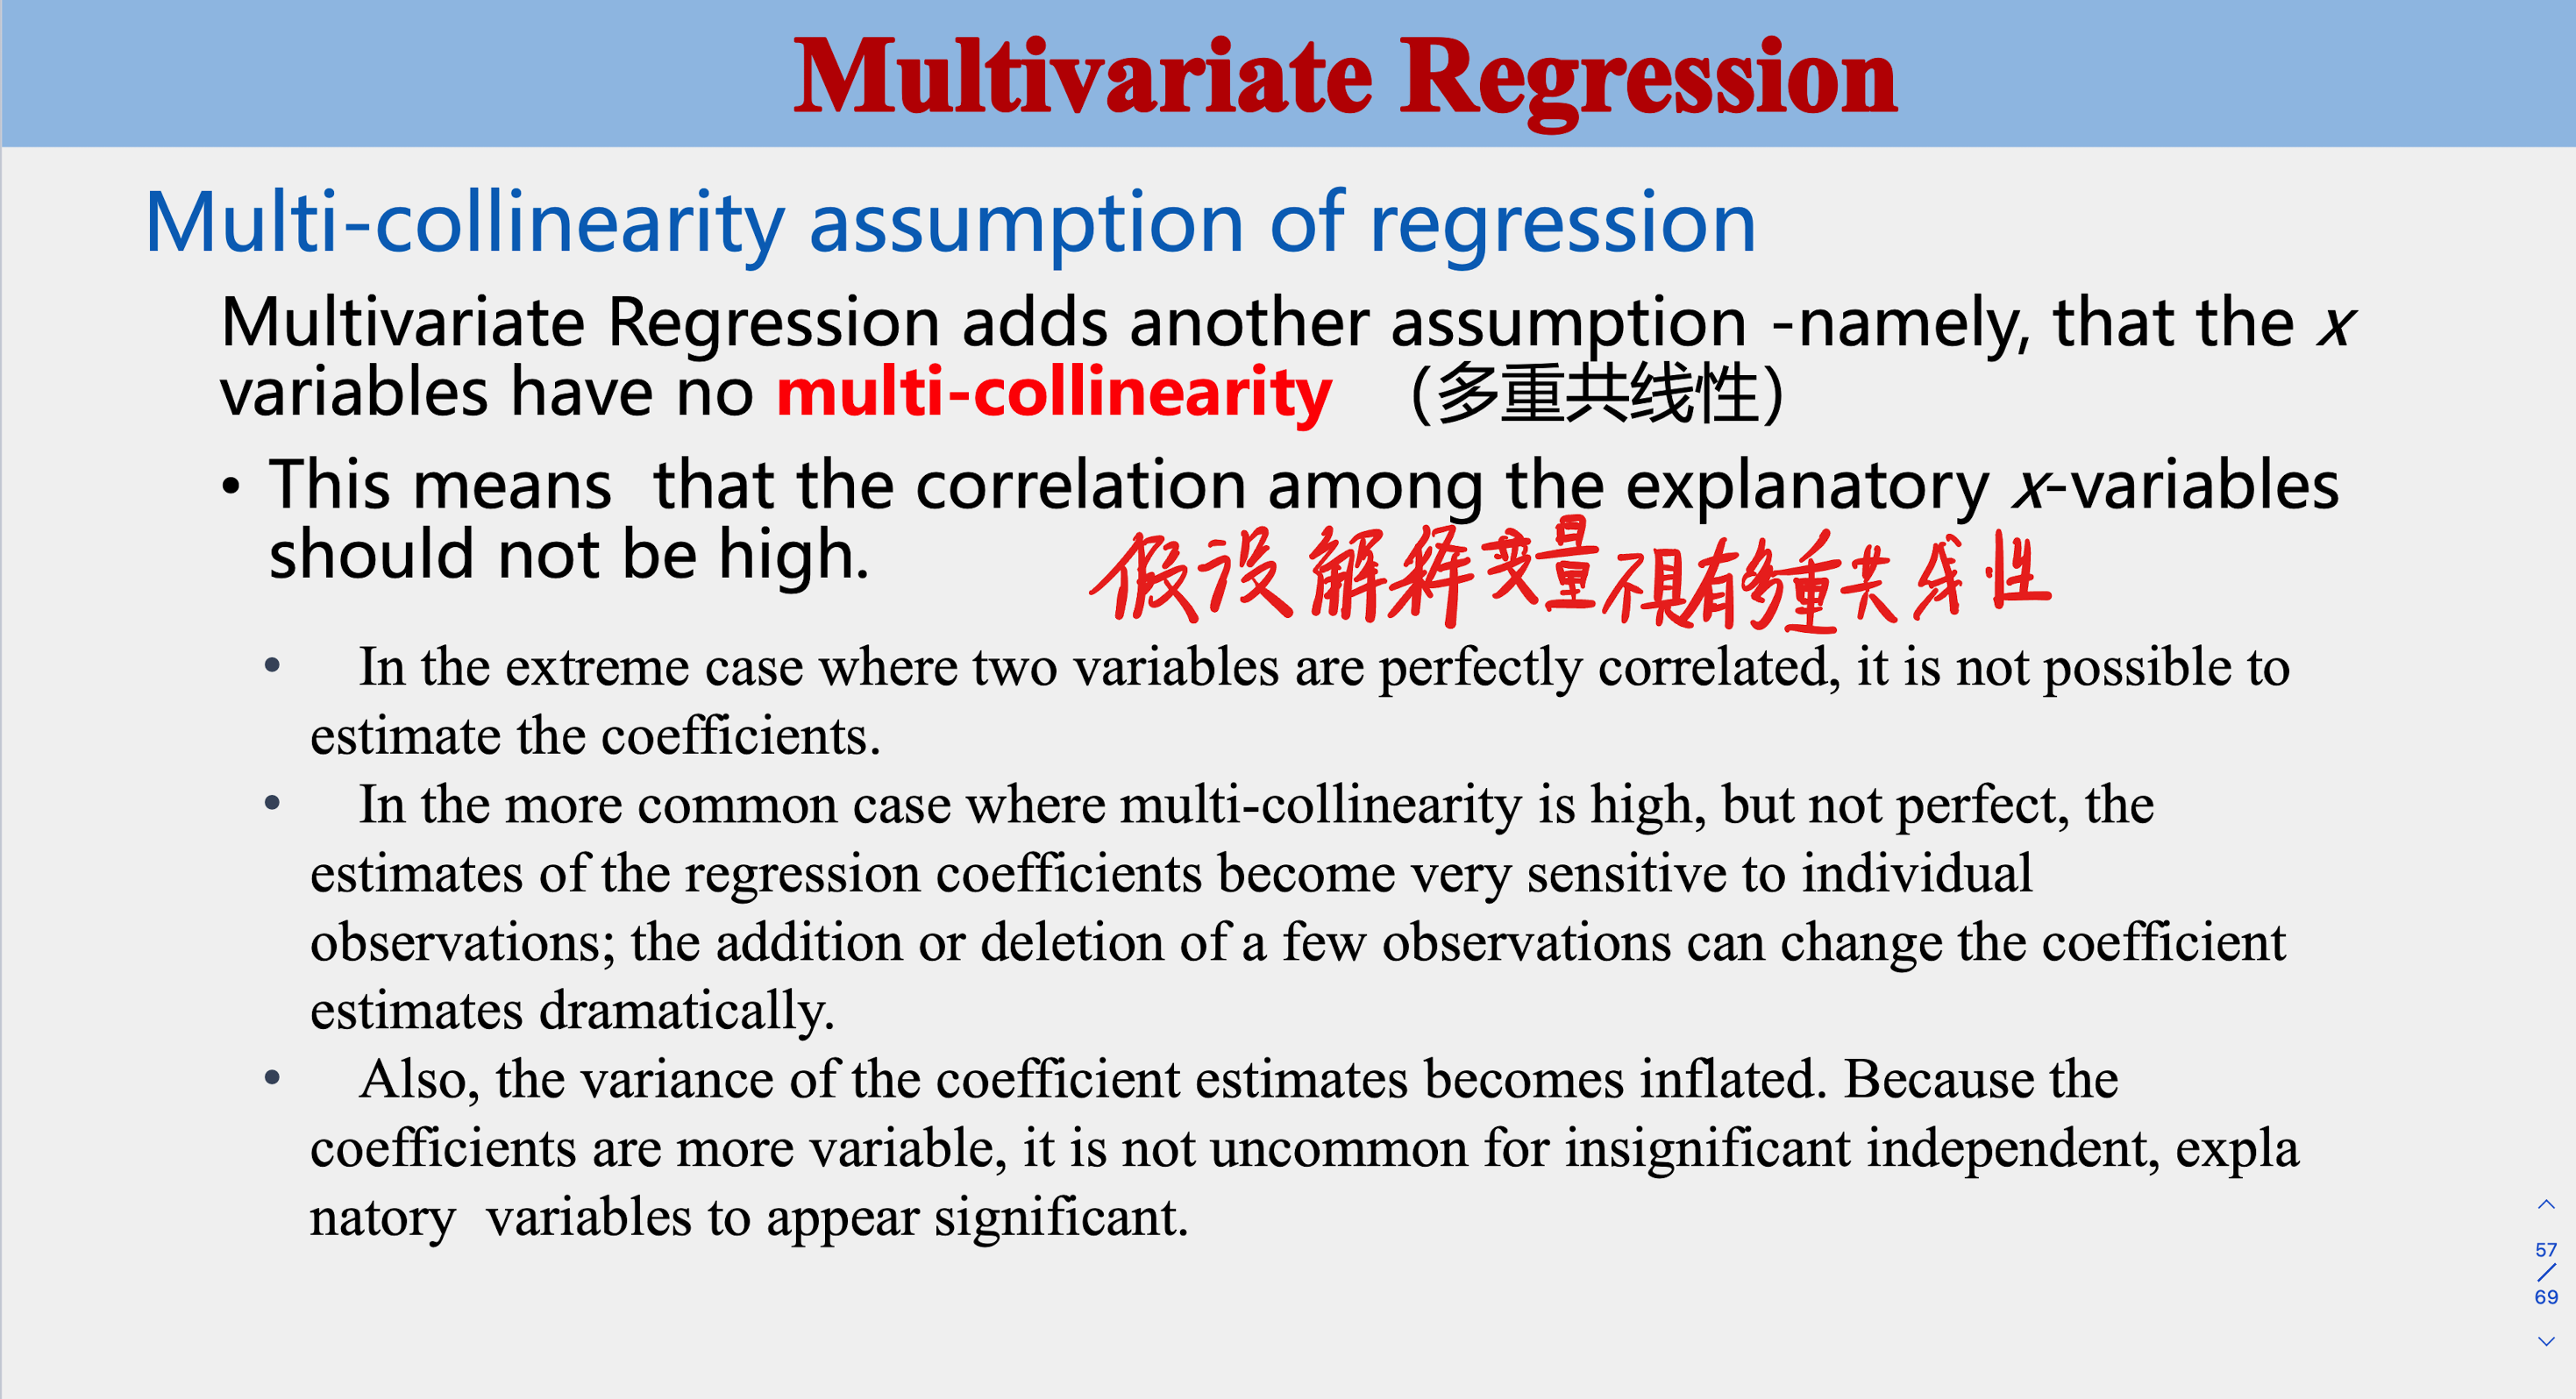 Multivariate Regression
Multi-collinearity assumption of regression
Multivariate Regression adds another assumption -namely, that the x
variables have no multi-collinearity （多重共线性）
• This means that the correlation among the explanatory x-variables
should not be high.
假设解释变量不具有多重共线性
• In the extreme case where two variables are perfectly correlated, it is not possible to
estimate the coefficients.
• In the more common case where multi-collinearity is high, but not perfect, the
estimates of the regression coefficients become very sensitive to individual
observations; the addition or deletion of a few observations can change the coefficient
estimates dramatically.
• Also, the variance of the coefficient estimates becomes inflated. Because the
coefficients are more variable, it is not uncommon for insignificant independent, expla
natory variables to appear significant.
57
/
69